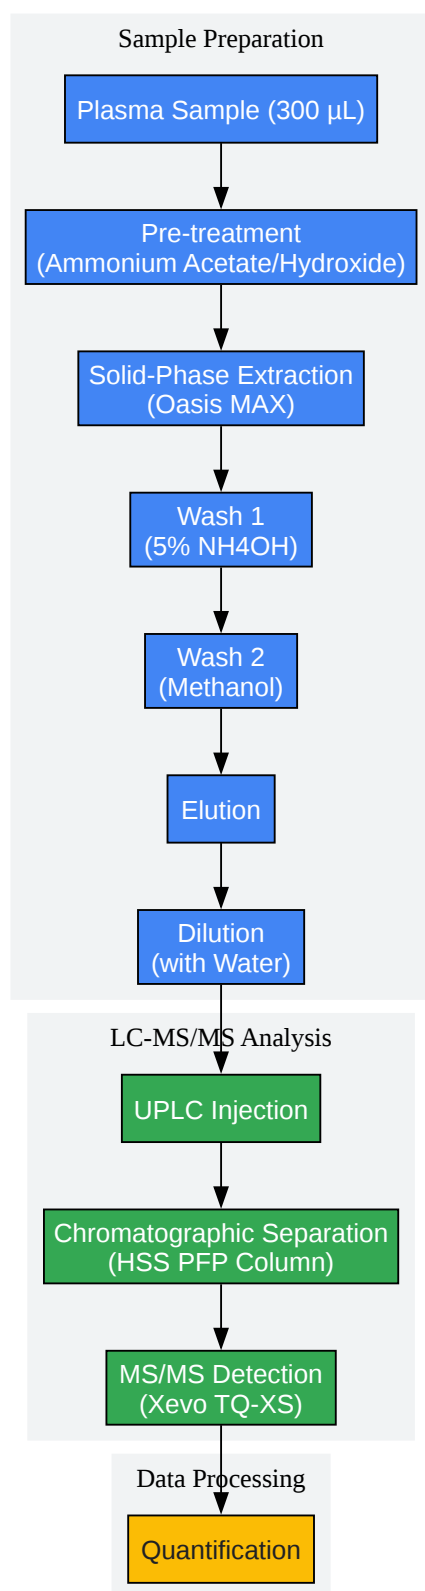 Sample Preparation
Plasma Sample (300 µL)
Pre-treatment
(Ammonium Acetate/Hydroxide)
Solid-Phase Extraction
(Oasis MAX)
Wash 1
(5% NH4OH)
Wash 2
(Methanol)
Elution
Dilution
(with Water)
LC-MS/MS Analysis
UPLC Injection
Chromatographic Separation
(HSS PFP Column)
MS/MS Detection
(Xevo TQ-XS)
Data Processing
Quantification